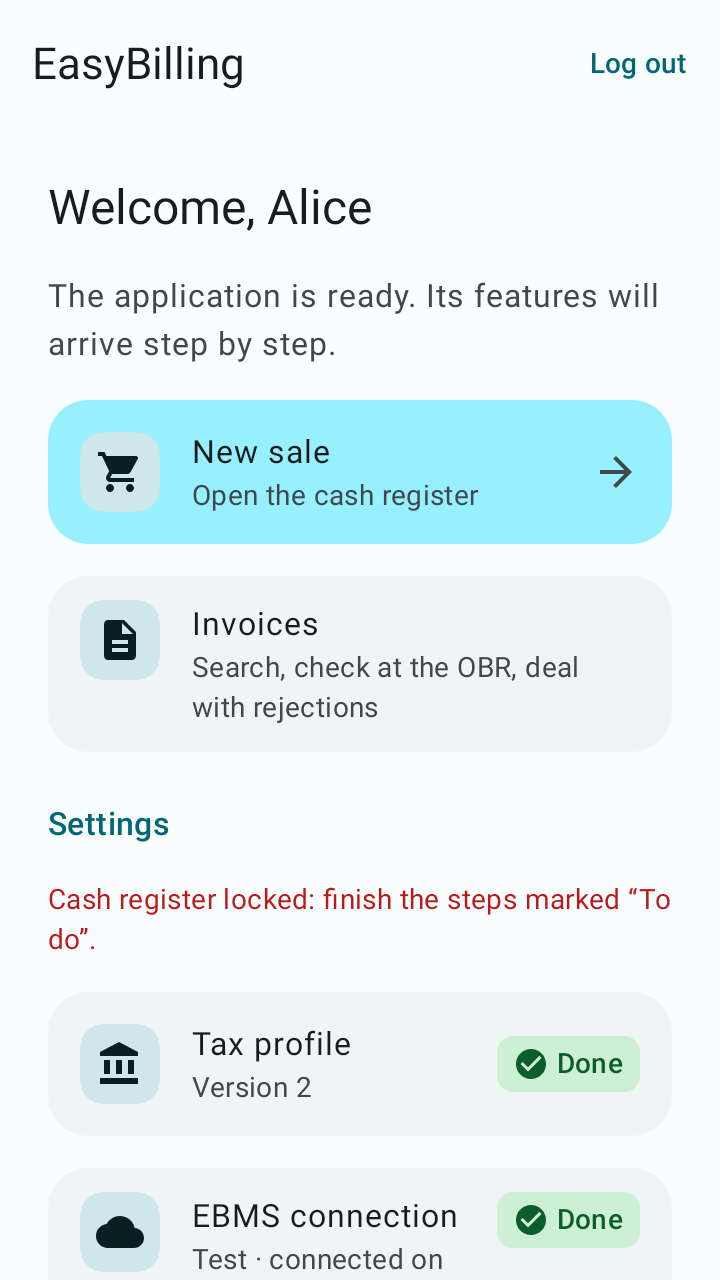 EasyBilling
Log out
Welcome, Alice
The application is ready. Its features will
arrive step by step.
New sale
Open the cash register
Invoices
Search, check at the OBR, deal
with rejections
Settings
Cash register locked: finish the steps marked “To
do”.
Tax profile
Version 2
Done
EBMS connection
Test · connected on
Done